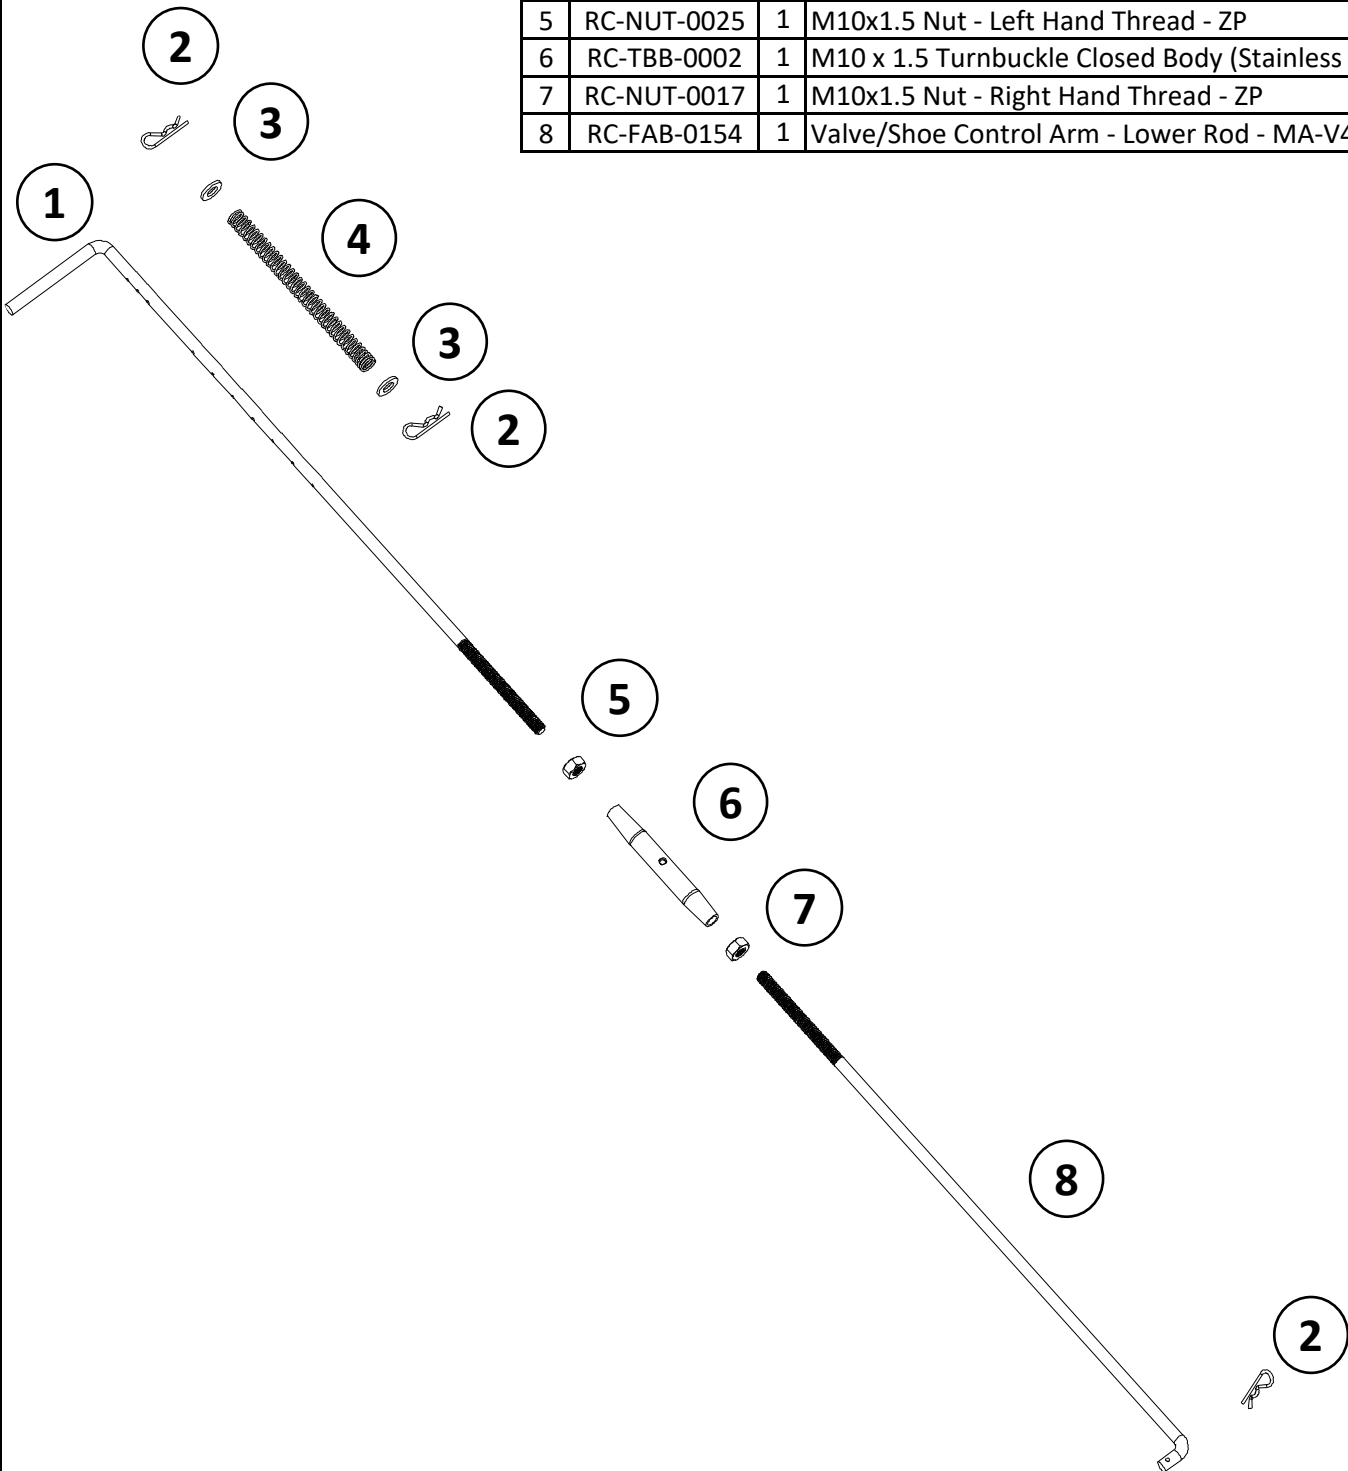 5 RC-NUT-0025 1 M10x1.5 Nut - Left Hand Thread - ZP
6 RC-TBB-0002 1 M10 x 1.5 Turnbuckle Closed Body (Stainless
7 RC-NUT-0017 1 M10x1.5 Nut - Right Hand Thread - ZP
8 RC-FAB-0154 1 Valve/Shoe Control Arm - Lower Rod - MA-V4
2
3
1
4
3
2
5
6
7
8
2